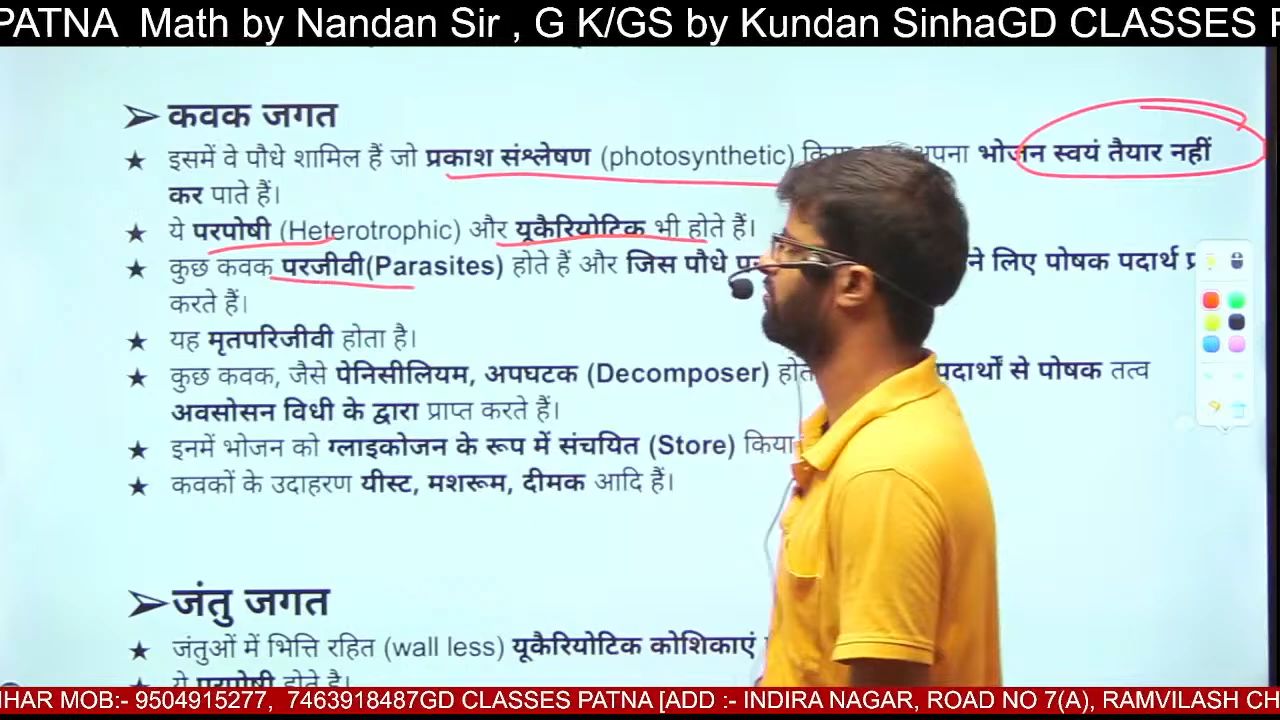 PATNA Math by Nandan Sir , G K/GS by Kundan SinhaGD CLASSES
➢ कवक जगत
★ इसमें वे पौधे शामिल हैं जो प्रकाश संश्लेषण (photosynthetic) अपना भोजन स्वयं तैयार नहीं
कर पाते हैं।
★ ये परपोषी (Heterotrophic) और यूकैरियोटिक भी होते हैं।
★ कुछ कवक परजीवी(Parasites) होते हैं और जिस पौधे लिए पोषक पदार्थ
करते हैं।
★ यह मृतपरिजीवी होता है।
★ कुछ कवक, जैसे पेनिसीलियम, अपघटक (Decomposer) पदार्थों से पोषक तत्व
अवसोसन विधी के द्वारा प्राप्त करते हैं।
★ इनमें भोजन को ग्लाइकोजन के रूप में संचयित (Store) किया
★ कवकों के उदाहरण यीस्ट, मशरूम, दीमक आदि हैं।
➢ जंतु जगत
★ जंतुओं में भित्ति रहित (wall less) यूकैरियोटिक कोशिकाएं
★ ये परपोषी होते है।
MOB:- 9504915277, 7463918487GD CLASSES PATNA [ADD :- INDIRA NAGAR, ROAD NO 7(A), RAMVILASH